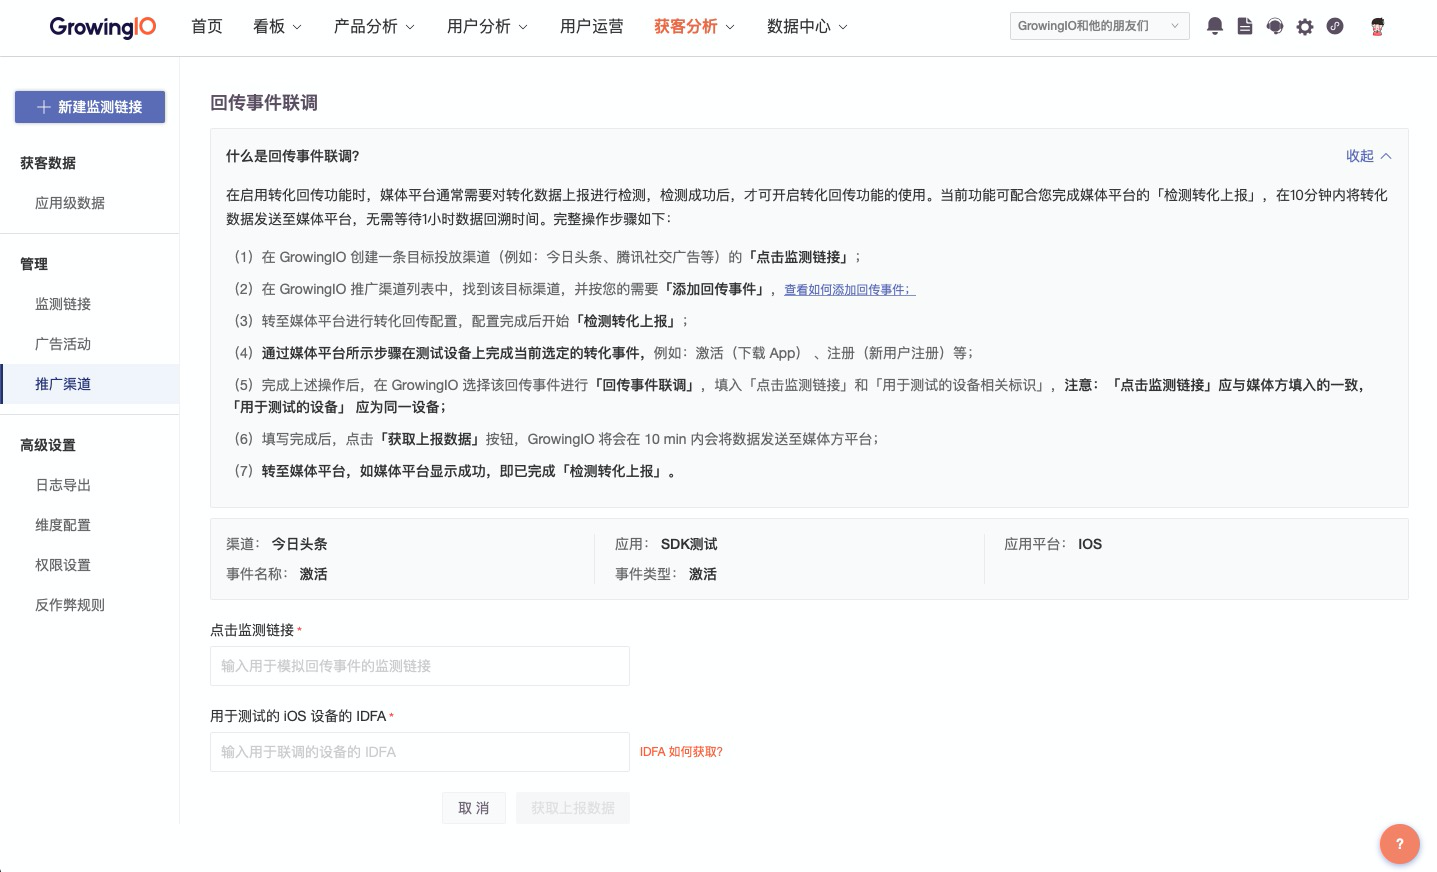 GrowingIO 首页 看板 产品分析 用户分析 用户运营 获客分析 数据中心 GrowingIO和他的朋友们
新建监测链接
获客数据
应用级数据
管理
监测链接
广告活动
推广渠道
高级设置
日志导出
维度配置
权限设置
反作弊规则
回传事件联调
什么是回传事件联调? 收起
在启用转化回传功能时，媒体平台通常需要对转化数据上报进行检测，检测成功后，才可开启转化回传功能的使用。当前功能可配合您完成媒体平台的「检测转化上报」，在10分钟内将转化
数据发送至媒体平台，无需等待1小时数据回溯时间。完整操作步骤如下：
（1）在 GrowingIO 创建一条目标投放渠道（例如：今日头条、腾讯社交广告等）的「点击监测链接」；
（2）在 GrowingIO 推广渠道列表中，找到该目标渠道，并按您的需要「添加回传事件」，查看如何添加回传事件；
（3）转至媒体平台进行转化回传配置，配置完成后开始「检测转化上报」；
（4）通过媒体平台所示步骤在测试设备上完成当前选定的转化事件，例如：激活（下载 App）、注册（新用户注册）等；
（5）完成上述操作后，在 GrowingIO 选择该回传事件进行「回传事件联调」，填入「点击监测链接」和「用于测试的设备相关标识」，注意：「点击监测链接」应与媒体方填入的一致，
「用于测试的设备」 应为同一设备；
（6）填写完成后，点击「获取上报数据」按钮，GrowingIO 将会在 10 min 内会将数据发送至媒体方平台；
（7）转至媒体平台，如媒体平台显示成功，即已完成「检测转化上报」。
渠道： 今日头条 应用： SDK测试 应用平台： IOS
事件名称： 激活 事件类型： 激活
点击监测链接 *
输入用于模拟回传事件的监测链接
用于测试的 iOS 设备的 IDFA *
输入用于联调的设备的 IDFA IDFA 如何获取?
取 消 获取上报数据
?